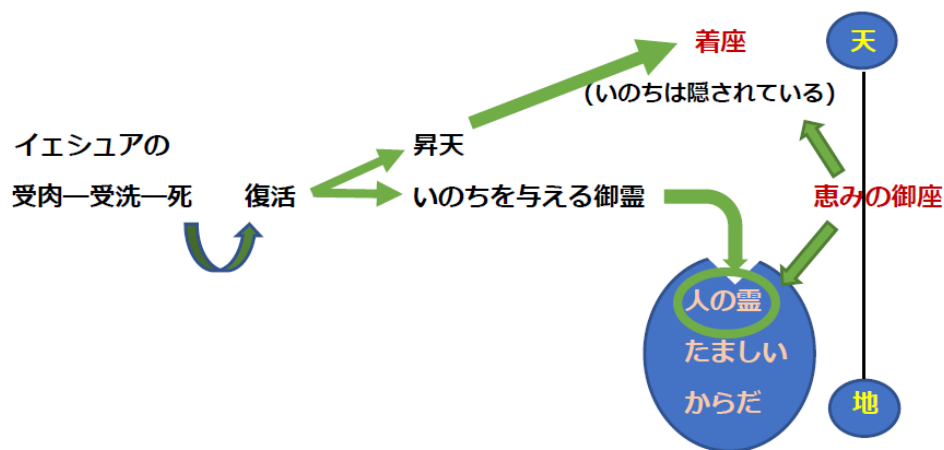 着座
天
(いのちは隠されている)
イェシュアの
昇天
受肉―受洗―死
復活
いのちを与える御霊
恵みの御座
人の霊
たましい
からだ
地